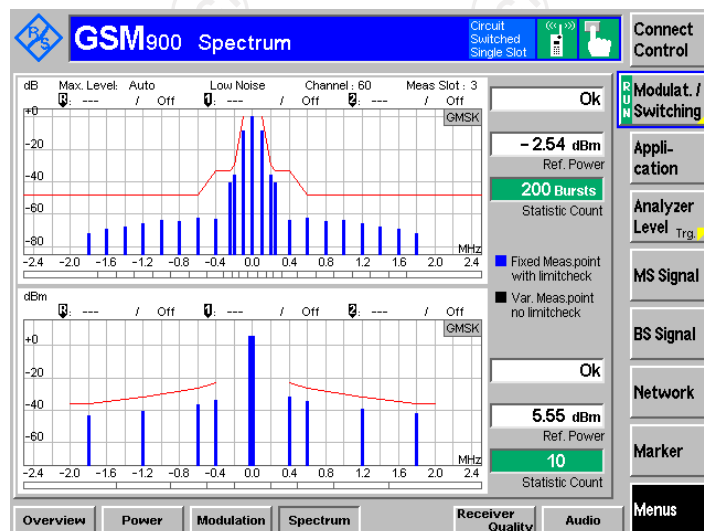 R&S
GSM900 Spectrum
Circuit Switched Single Slot
Connect Control
dB Max. Level: Auto Low Noise Channel : 60 Meas Slot : 3
R: --- / Off 1: --- / Off 2: --- / Off
GMSK
+0
-20
-40
-60
-80
MHz
-2.4 -2.0 -1.6 -1.2 -0.8 -0.4 0.0 0.4 0.8 1.2 1.6 2.0 2.4
Ok
-2.54 dBm
Ref. Power
200 Bursts
Statistic Count
Fixed Meas.point
with limitcheck
Var. Meas.point
no limitcheck
dBm
R: --- / Off 1: --- / Off 2: --- / Off
GMSK
+0
-20
-40
-60
MHz
-2.4 -2.0 -1.6 -1.2 -0.8 -0.4 0.0 0.4 0.8 1.2 1.6 2.0 2.4
Ok
5.55 dBm
Ref. Power
10
Statistic Count
RUN
Modulat. / Switching
Appli-
cation
Analyzer
Level Trg.
MS Signal
BS Signal
Network
Marker
Menus
Overview Power Modulation Spectrum Receiver Quality Audio